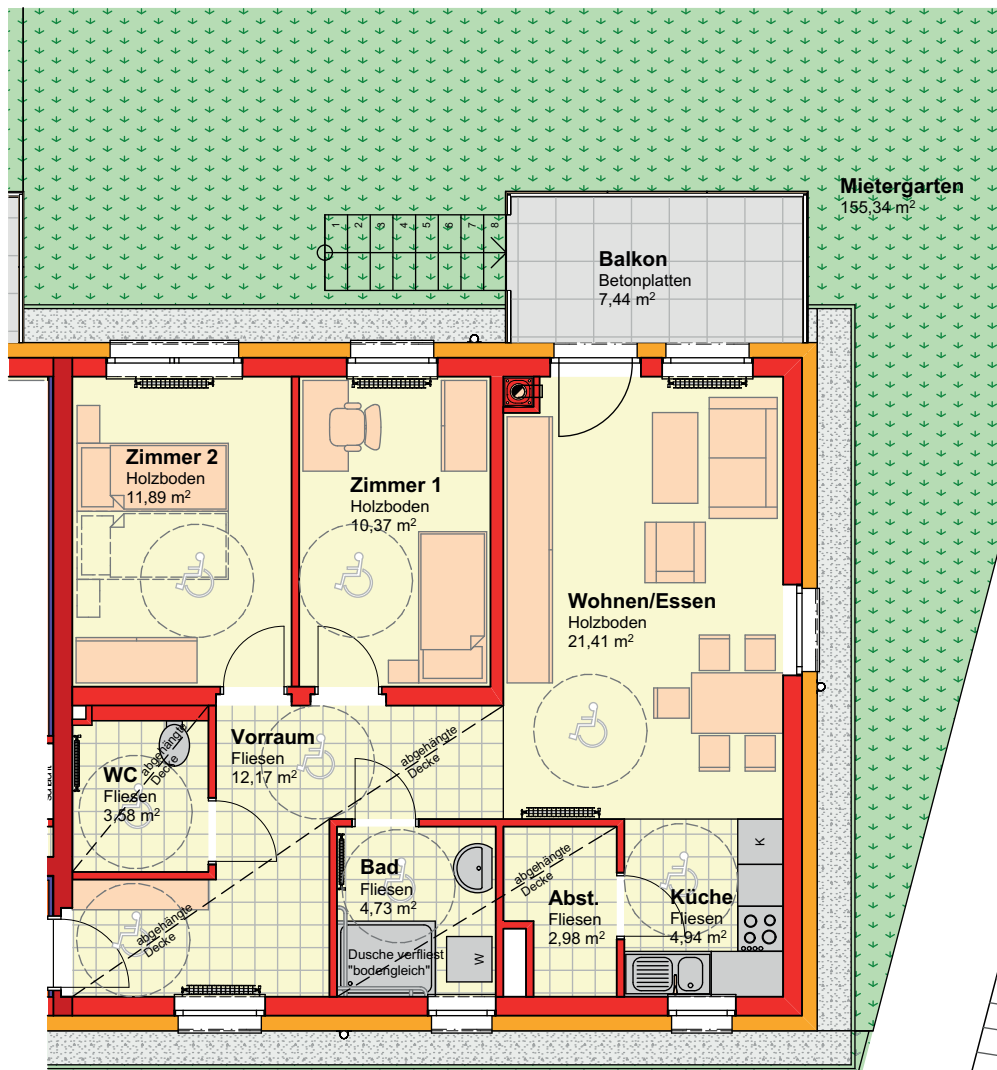 Mietergarten
155,34 m²
1
2
3
4
5
6
7
8
Balkon
Betonplatten
7,44 m²
Zimmer 2
Holzboden
11,89 m²
Zimmer 1
Holzboden
10,37 m²
Wohnen/Essen
Holzboden
21,41 m²
Vorraum
Fliesen
12,17 m²
abgehängte
Decke
abgehängte
Decke
WC
Fliesen
3,58 m²
Bad
Fliesen
4,73 m²
Dusche verfliest
"bodengleich"
W
abgehängte
Decke
Abst.
Fliesen
2,98 m²
Küche
Fliesen
4,94 m²
K
abgehängte
Decke